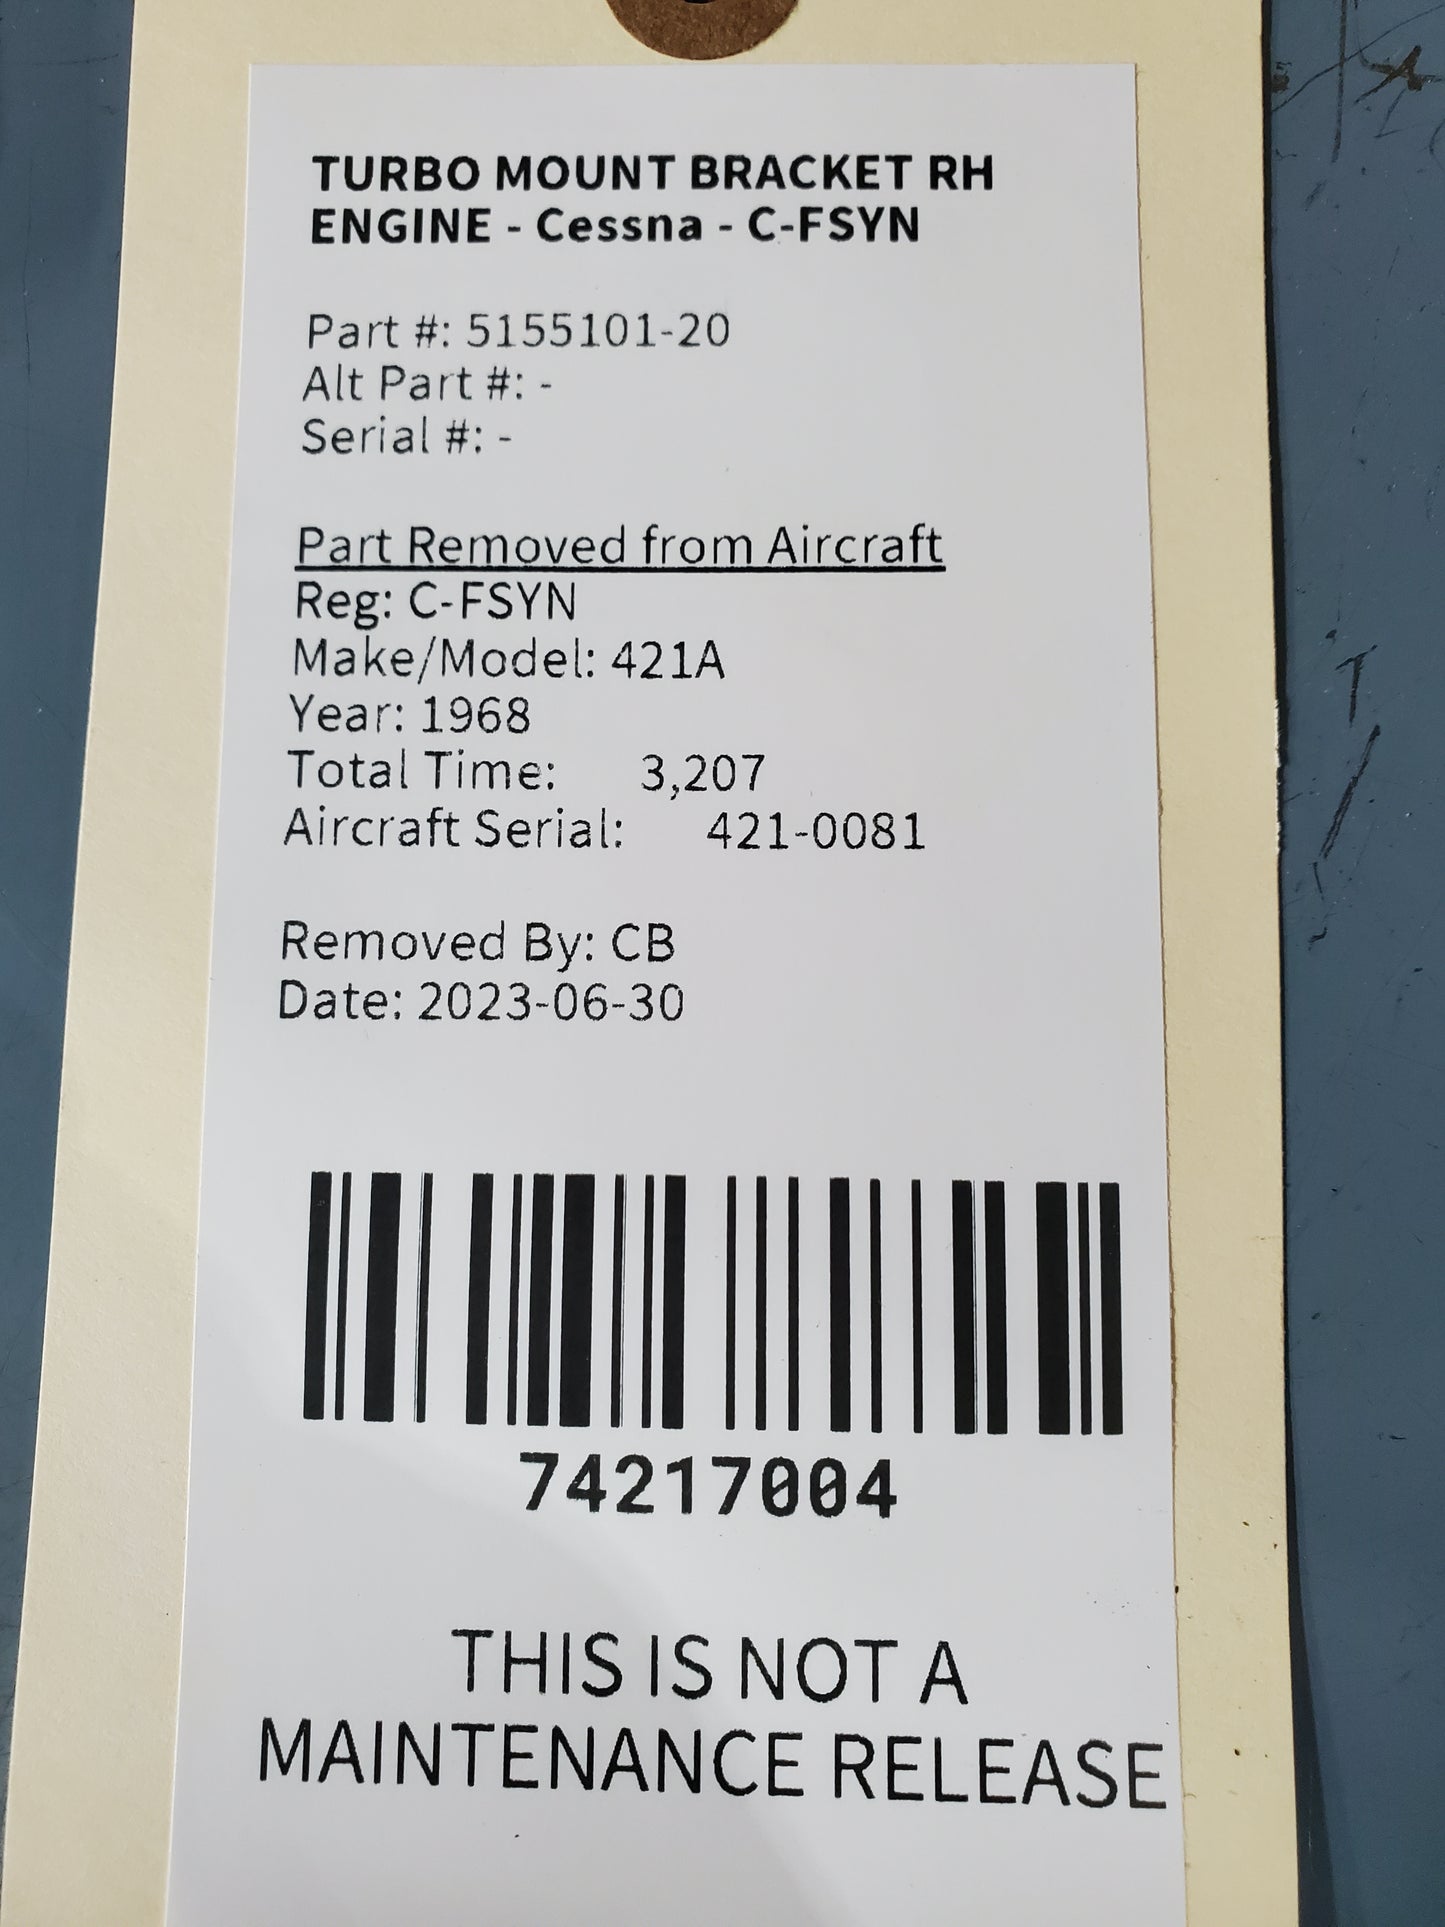 TURBO MOUNT BRACKET RH
ENGINE - Cessna - C-FSYN
Part #: 5155101-20
Alt Part #: -
Serial #: -
Part Removed from Aircraft
Reg: C-FSYN
Make/Model: 421A
Year: 1968
Total Time: 3,207
Aircraft Serial: 421-0081
Removed By: CB
Date: 2023-06-30
74217004
THIS IS NOT A
MAINTENANCE RELEASE